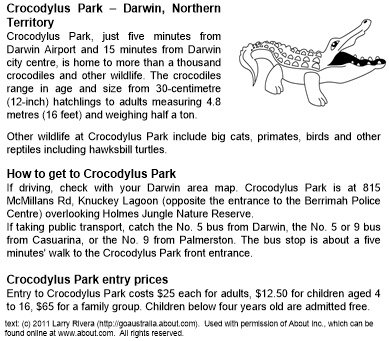 Crocodylus Park – Darwin, Northern
Territory
Crocodylus Park, just five minutes from
Darwin Airport and 15 minutes from Darwin
city centre, is home to more than a thousand
crocodiles and other wildlife. The crocodiles
range in age and size from 30-centimetre
(12-inch) hatchlings to adults measuring 4.8
metres (16 feet) and weighing half a ton.
Other wildlife at Crocodylus Park include big cats, primates, birds and other
reptiles including hawksbill turtles.
How to get to Crocodylus Park
If driving, check with your Darwin area map. Crocodylus Park is at 815
McMillans Rd, Knuckey Lagoon (opposite the entrance to the Berrimah Police
Centre) overlooking Holmes Jungle Nature Reserve.
If taking public transport, catch the No. 5 bus from Darwin, the No. 5 or 9 bus
from Casuarina, or the No. 9 from Palmerston. The bus stop is about a five
minutes' walk to the Crocodylus Park front entrance.
Crocodylus Park entry prices
Entry to Crocodylus Park costs $25 each for adults, $12.50 for children aged 4
to 16, $65 for a family group. Children below four years old are admitted free.
text: (c) 2011 Larry Rivera (http://goaustralia.about.com). Used with permission of About Inc., which can be
found online at www.about.com. All rights reserved.